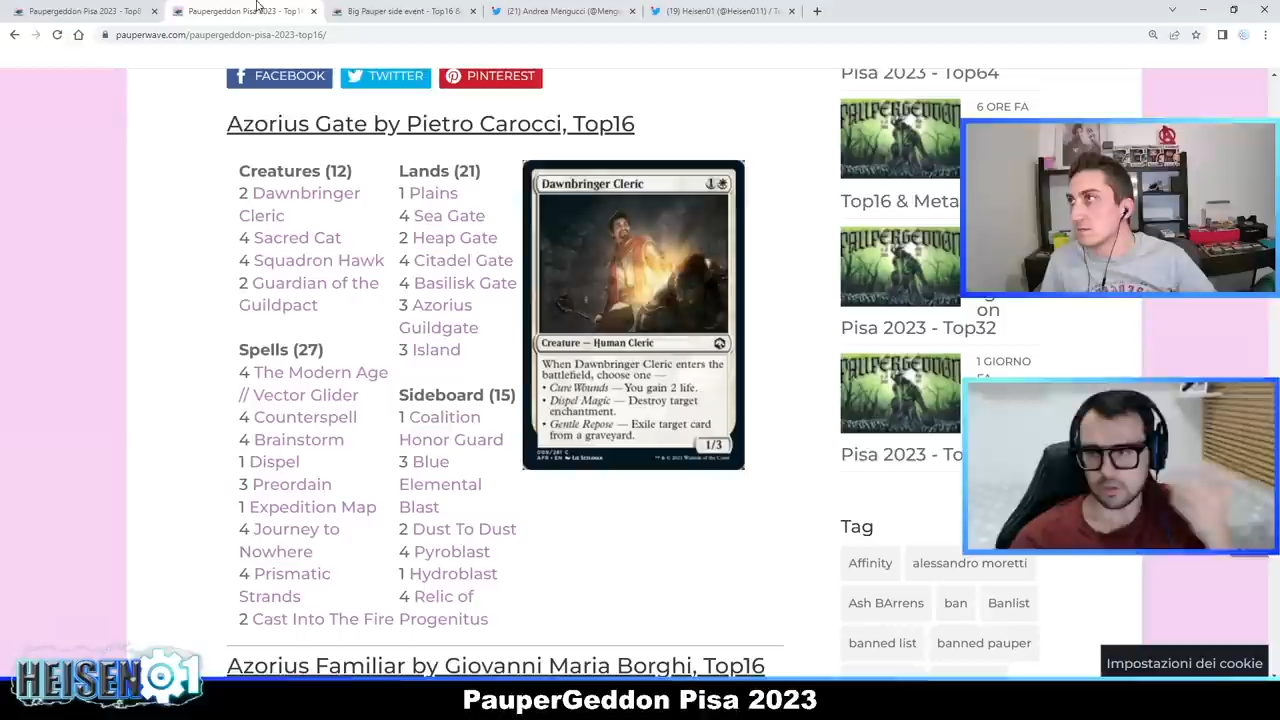 Paupergeddon Pisa 2023 - Top8
Paupergeddon Pisa 2023 - Top1
Big Pauper side event - Top16 &
(21) Andrea Mengucci (@Meng
(19) Heisen01 (@Heisen011) / T
pauperwave.com/paupergeddon-pisa-2023-top16/
FACEBOOK
TWITTER
PINTEREST
Azorius Gate by Pietro Carocci, Top16
Creatures (12)
2 Dawnbringer
Cleric
4 Sacred Cat
4 Squadron Hawk
2 Guardian of the
Guildpact
Spells (27)
4 The Modern Age
// Vector Glider
4 Counterspell
4 Brainstorm
1 Dispel
3 Preordain
1 Expedition Map
4 Journey to
Nowhere
4 Prismatic
Strands
2 Cast Into The Fire
Lands (21)
1 Plains
4 Sea Gate
2 Heap Gate
4 Citadel Gate
4 Basilisk Gate
3 Azorius
Guildgate
3 Island
Sideboard (15)
1 Coalition
Honor Guard
3 Blue
Elemental
Blast
2 Dust To Dust
4 Pyroblast
1 Hydroblast
4 Relic of
Progenitus
Dawnbringer Cleric
1
Creature — Human Cleric
When Dawnbringer Cleric enters the
battlefield, choose one —
• Cure Wounds — You gain 2 life.
• Dispel Magic — Destroy target
enchantment.
• Gentle Repose — Exile target card
from a graveyard.
1/3
Azorius Familiar by Giovanni Maria Borghi, Top16
Pisa 2023 - Top64
PAUPERGEDDON
6 ORE FA
Top16 & Meta
PAUPERGEDDON
on
Pisa 2023 - Top32
PAUPERGEDDON
1 GIORNO
FA
Pisa 2023 - To
Tag
Affinity
alessandro moretti
Ash BArrens
ban
Banlist
banned list
banned pauper
Impostazioni dei cookie
HEISEN 01
PauperGeddon Pisa 2023